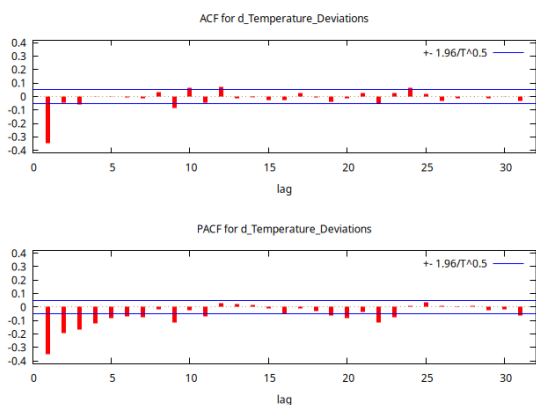 ACF for d_Temperature_Deviations
0.4
0.3
0.2
0.1
0
-0.1
-0.2
-0.3
-0.4
+- 1.96/T^0.5
0 5 10 15 20 25 30
lag
PACF for d_Temperature_Deviations
0.4
0.3
0.2
0.1
0
-0.1
-0.2
-0.3
-0.4
+- 1.96/T^0.5
0 5 10 15 20 25 30
lag